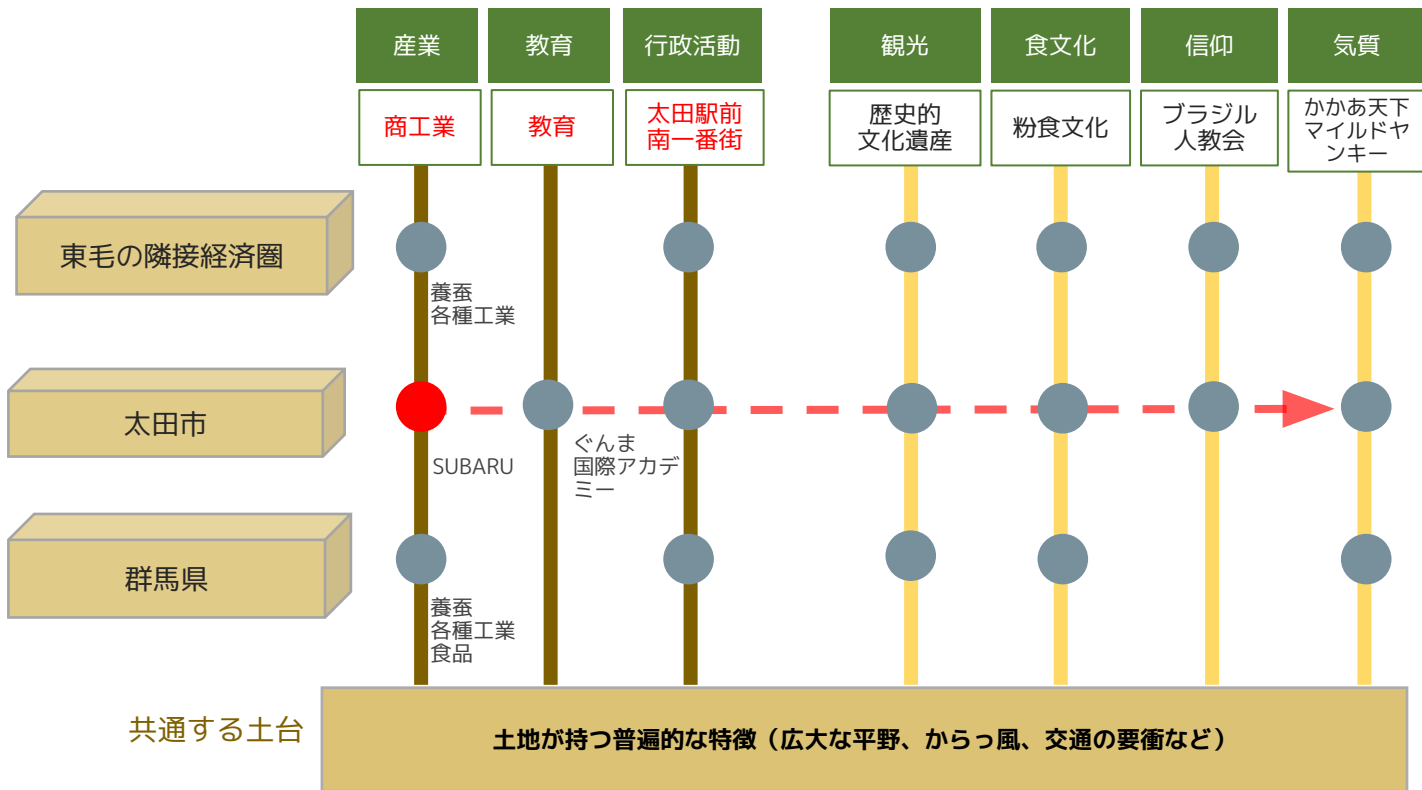 産業
教育
行政活動
観光
食文化
信仰
気質
商工業
教育
太田駅前
南一番街
歴史的
文化遺産
粉食文化
ブラジル
人教会
かかあ天下
マイルドヤ
ンキー
東毛の隣接経済圏
養蚕
各種工業
太田市
SUBARU
ぐんま
国際アカデ
ミー
群馬県
養蚕
各種工業
食品
共通する土台
土地が持つ普遍的な特徴（広大な平野、からっ風、交通の要衝など）